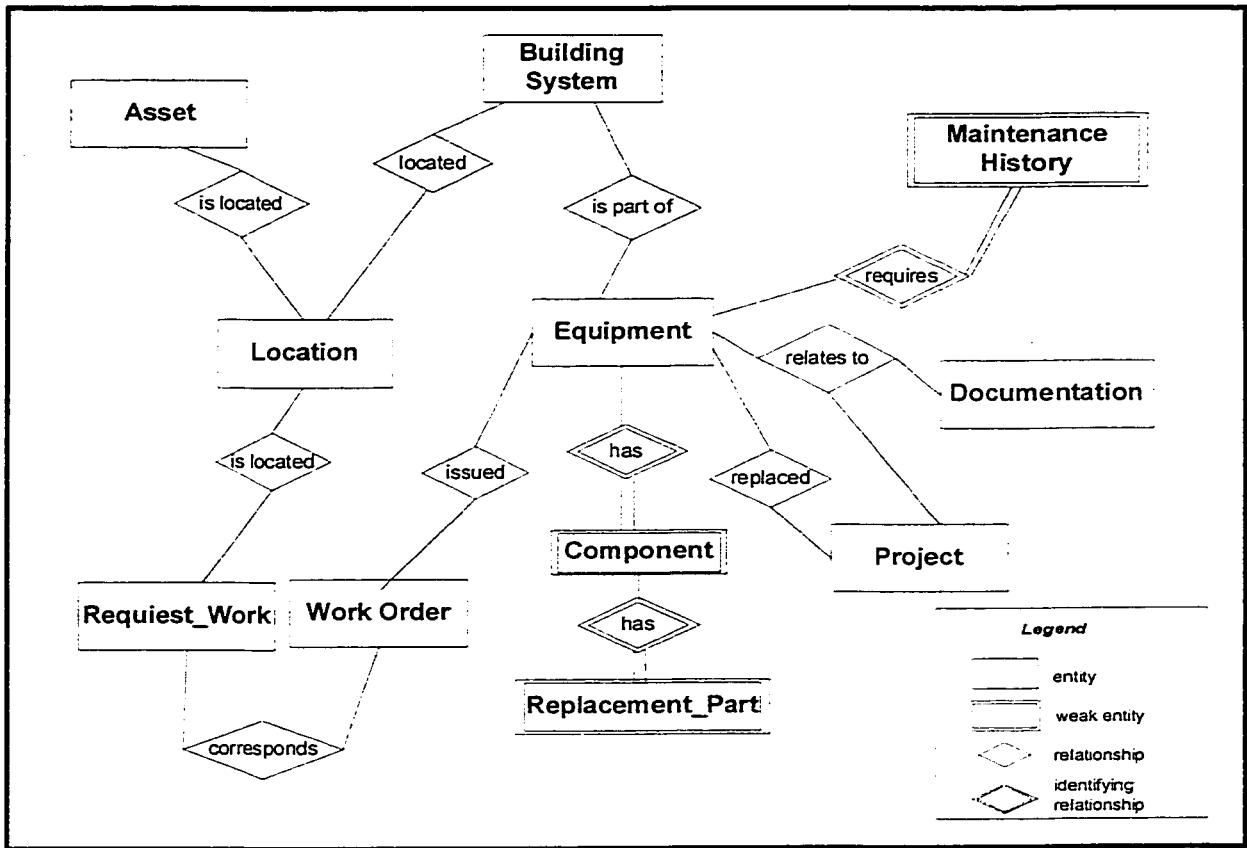 Building
System
Asset
Maintenance
History
located
is located
is part of
requires
Equipment
Location
relates to
Documentation
has
is located
issued
replaced
Component
Project
Requiest_Work
Work Order
has
Legend
entity
Replacement_Part
weak entity
corresponds
relationship
identifying
relationship